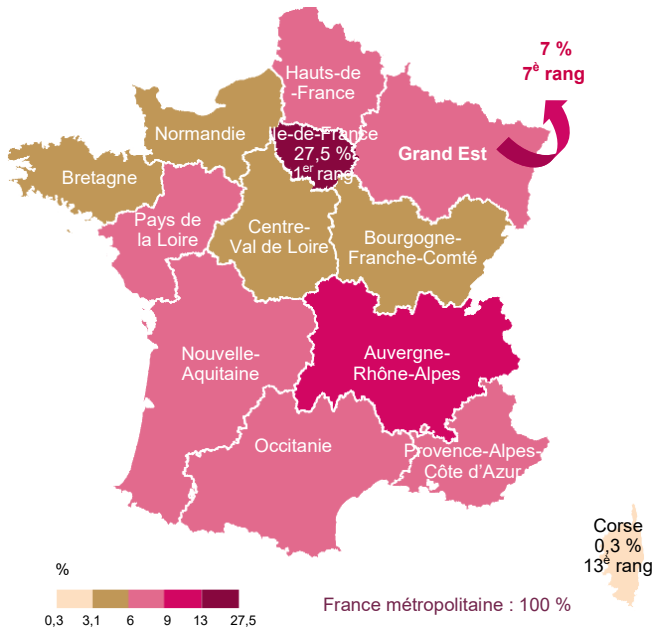 7 %
7è rang
Hauts-de
-France
Normandie
Ile-de-France
27,5 %
1er rang
Grand Est
Bretagne
Pays de
la Loire
Centre-
Val de Loire
Bourgogne-
Franche-Comté
Nouvelle-
Aquitaine
Auvergne-
Rhône-Alpes
Occitanie
Provence-Alpes-
Côte d’Azur
Corse
0,3 %
13è rang
%
0,3 3,1 6 9 13 27,5
France métropolitaine : 100 %